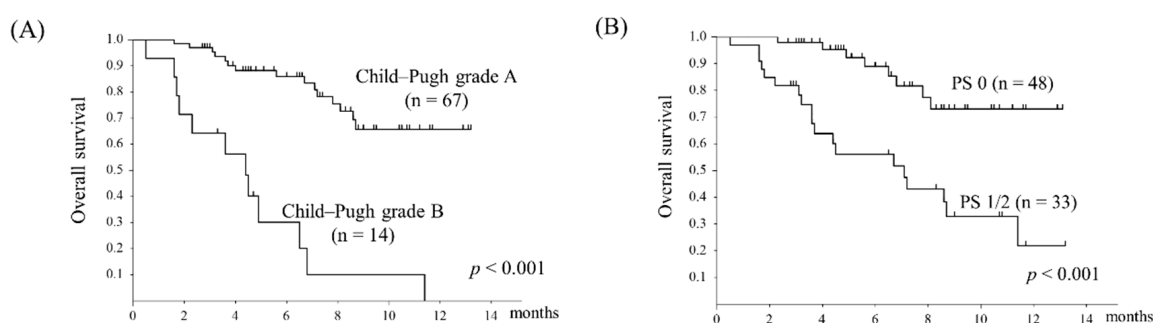 (A)
Overall survival
1.0
0.9
0.8
0.7
0.6
0.5
0.4
0.3
0.2
0.1
Child–Pugh grade A
(n = 67)
Child–Pugh grade B
(n = 14)
p < 0.001
0 2 4 6 8 10 12 14 months
(B)
Overall survival
1.0
0.9
0.8
0.7
0.6
0.5
0.4
0.3
0.2
0.1
PS 0 (n = 48)
PS 1/2 (n = 33)
p < 0.001
0 2 4 6 8 10 12 14 months